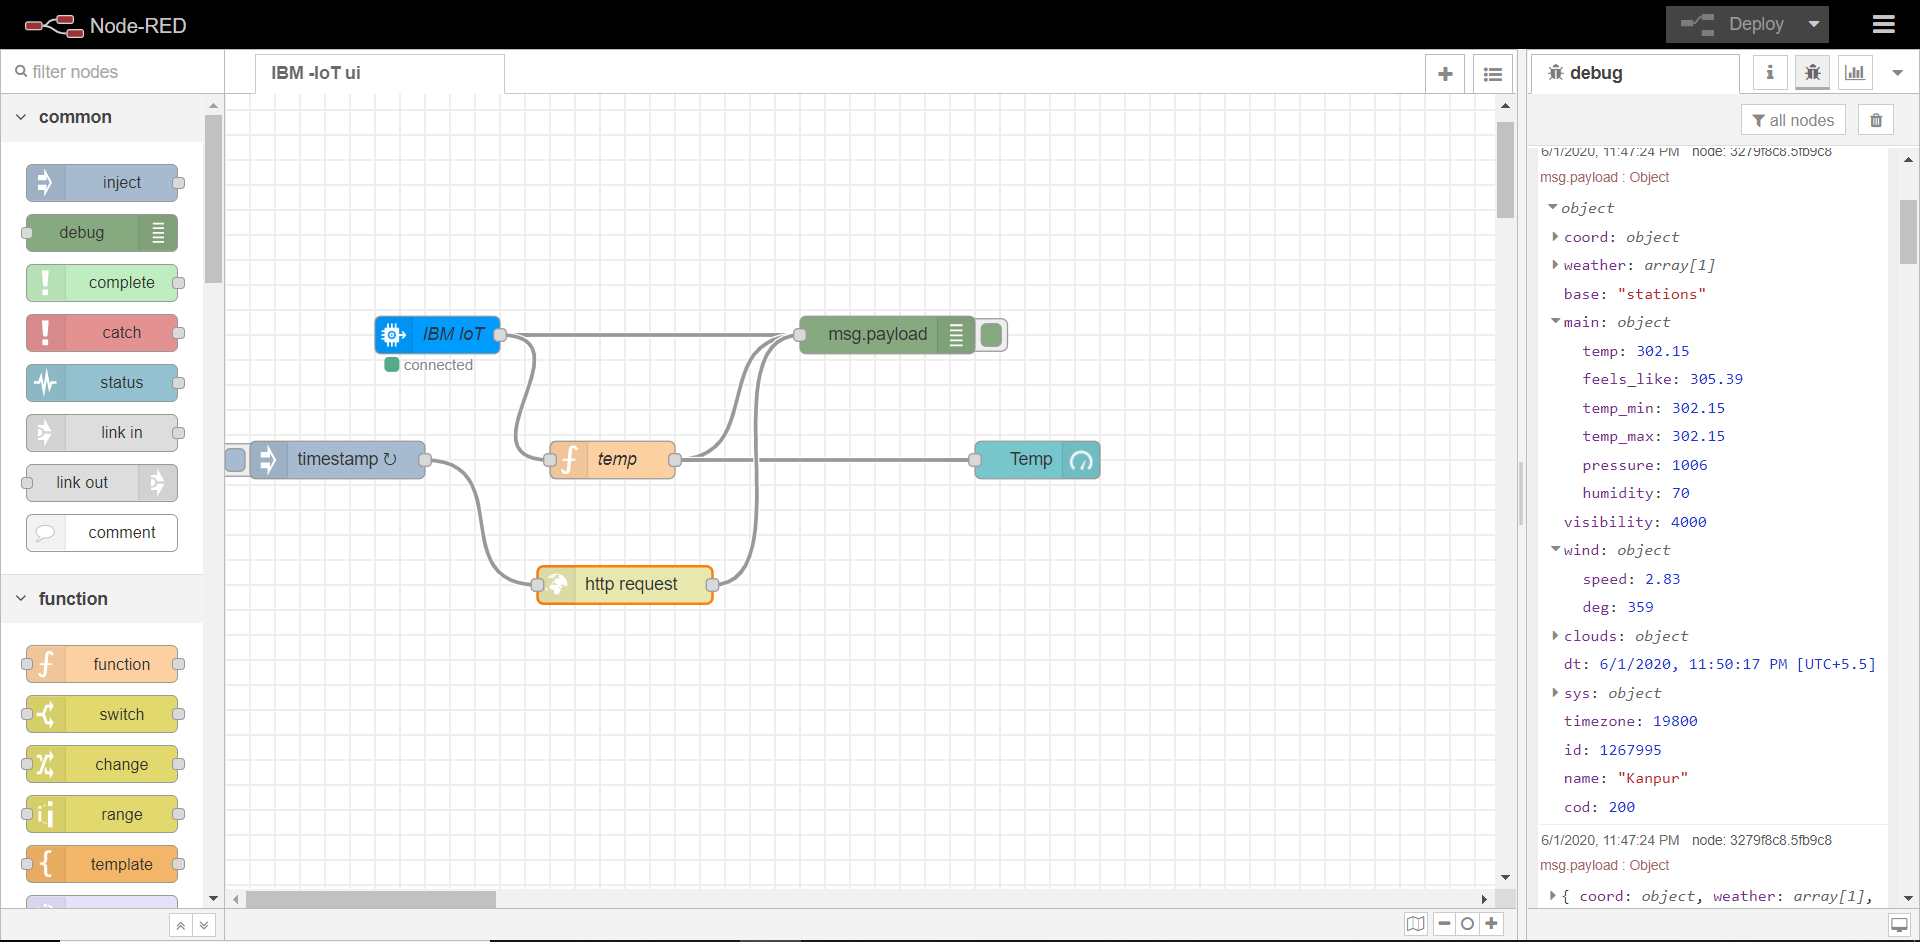 Node-RED
Deploy
filter nodes
IBM -IoT ui
debug
common
all nodes
inject
debug
complete
catch
status
link in
link out
comment
function
function
switch
change
range
template
IBM IoT
connected
msg.payload
timestamp ↻
temp
Temp
http request
6/1/2020, 11:47:24 PM node: 3279f8c8.5fb9c8
msg.payload : Object
object
coord: object
weather: array[1]
base: "stations"
main: object
temp: 302.15
feels_like: 305.39
temp_min: 302.15
temp_max: 302.15
pressure: 1006
humidity: 70
visibility: 4000
wind: object
speed: 2.83
deg: 359
clouds: object
dt: 6/1/2020, 11:50:17 PM [UTC+5.5]
sys: object
timezone: 19800
id: 1267995
name: "Kanpur"
cod: 200
6/1/2020, 11:47:24 PM node: 3279f8c8.5fb9c8
msg.payload : Object
{ coord: object, weather: array[1],